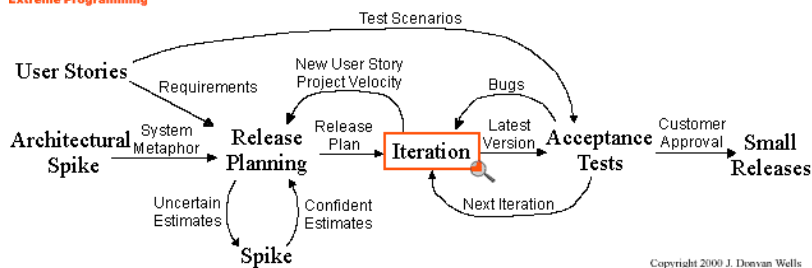 Extreme Programming
Test Scenarios
User Stories
Requirements
New User Story
Project Velocity
Bugs
Architectural
Spike
System
Metaphor
Release
Planning
Release
Plan
Iteration
Latest
Version
Acceptance
Tests
Customer
Approval
Small
Releases
Uncertain
Estimates
Confident
Estimates
Next Iteration
Spike
Copyright 2000 J. Donvan Wells